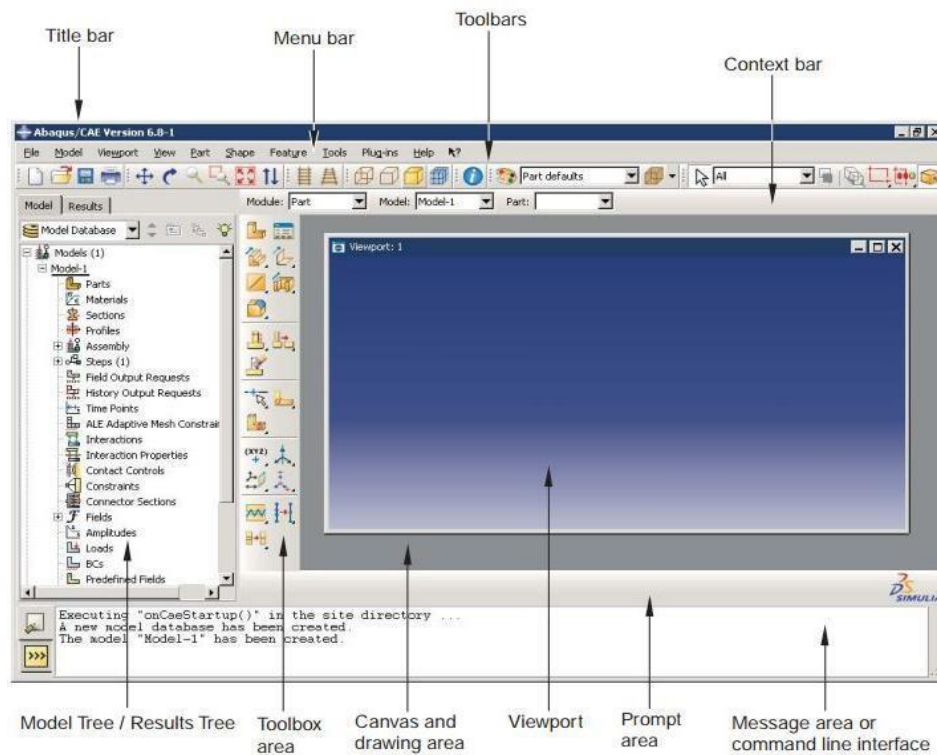 Title bar
Menu bar
Toolbars
Context bar
Abaqus/CAE Version 6.8-1
File Model Viewport View Part Shape Feature Tools Plug-ins Help
Part defaults
All
Model Results
Module: Part Model: Model-1 Part:
Model Database
Viewport: 1
Models (1)
Model-1
Parts
Materials
Sections
Profiles
Assembly
Steps (1)
Field Output Requests
History Output Requests
Time Points
ALE Adaptive Mesh Constrai
Interactions
Interaction Properties
Contact Controls
Constraints
Connector Sections
Fields
Amplitudes
Loads
BCs
Predefined Fields
(XYZ)
SIMULIA
Executing "onCaeStartup()" in the site directory ...
A new model database has been created.
The model "Model-1" has been created.
>>>
Model Tree / Results Tree
Toolbox
area
Canvas and
drawing area
Viewport
Prompt
area
Message area or
command line interface